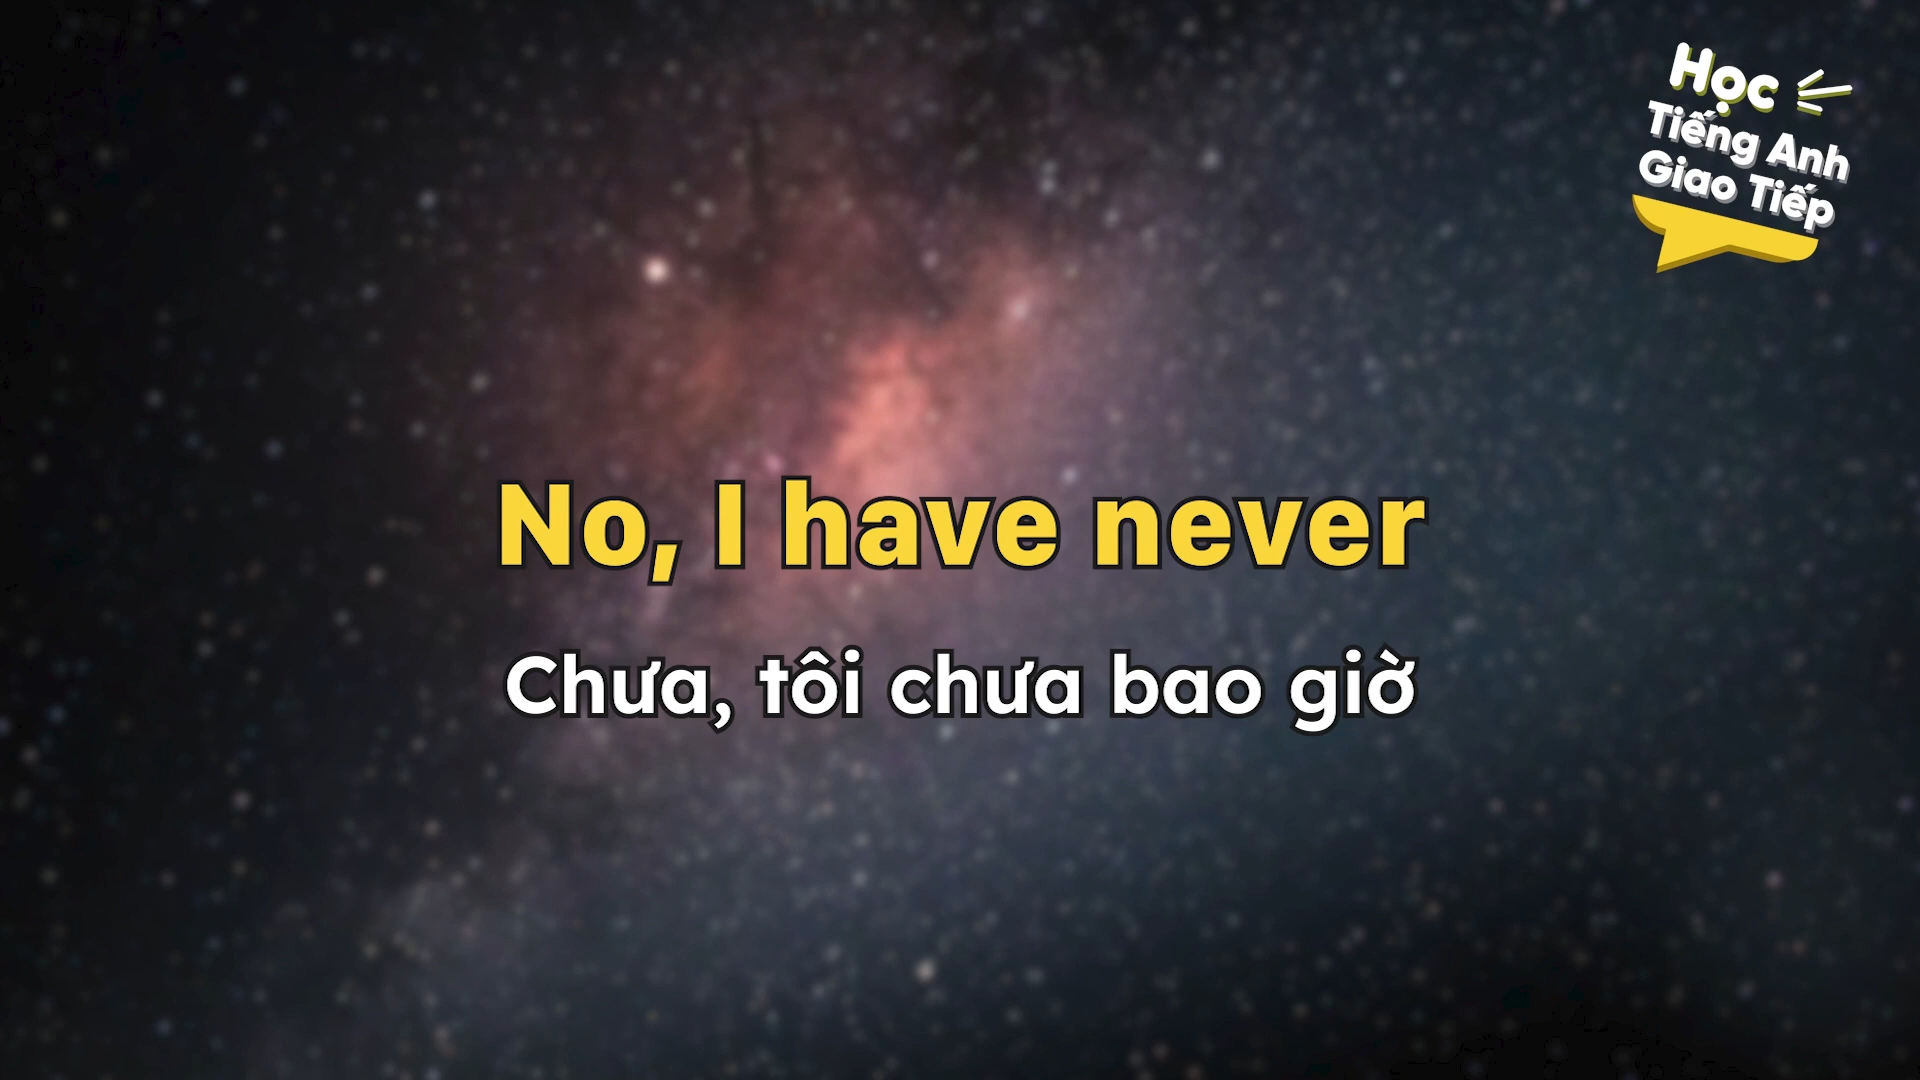 Học
Tiếng Anh
Giao Tiếp
No, I have never
Chưa, tôi chưa bao giờ